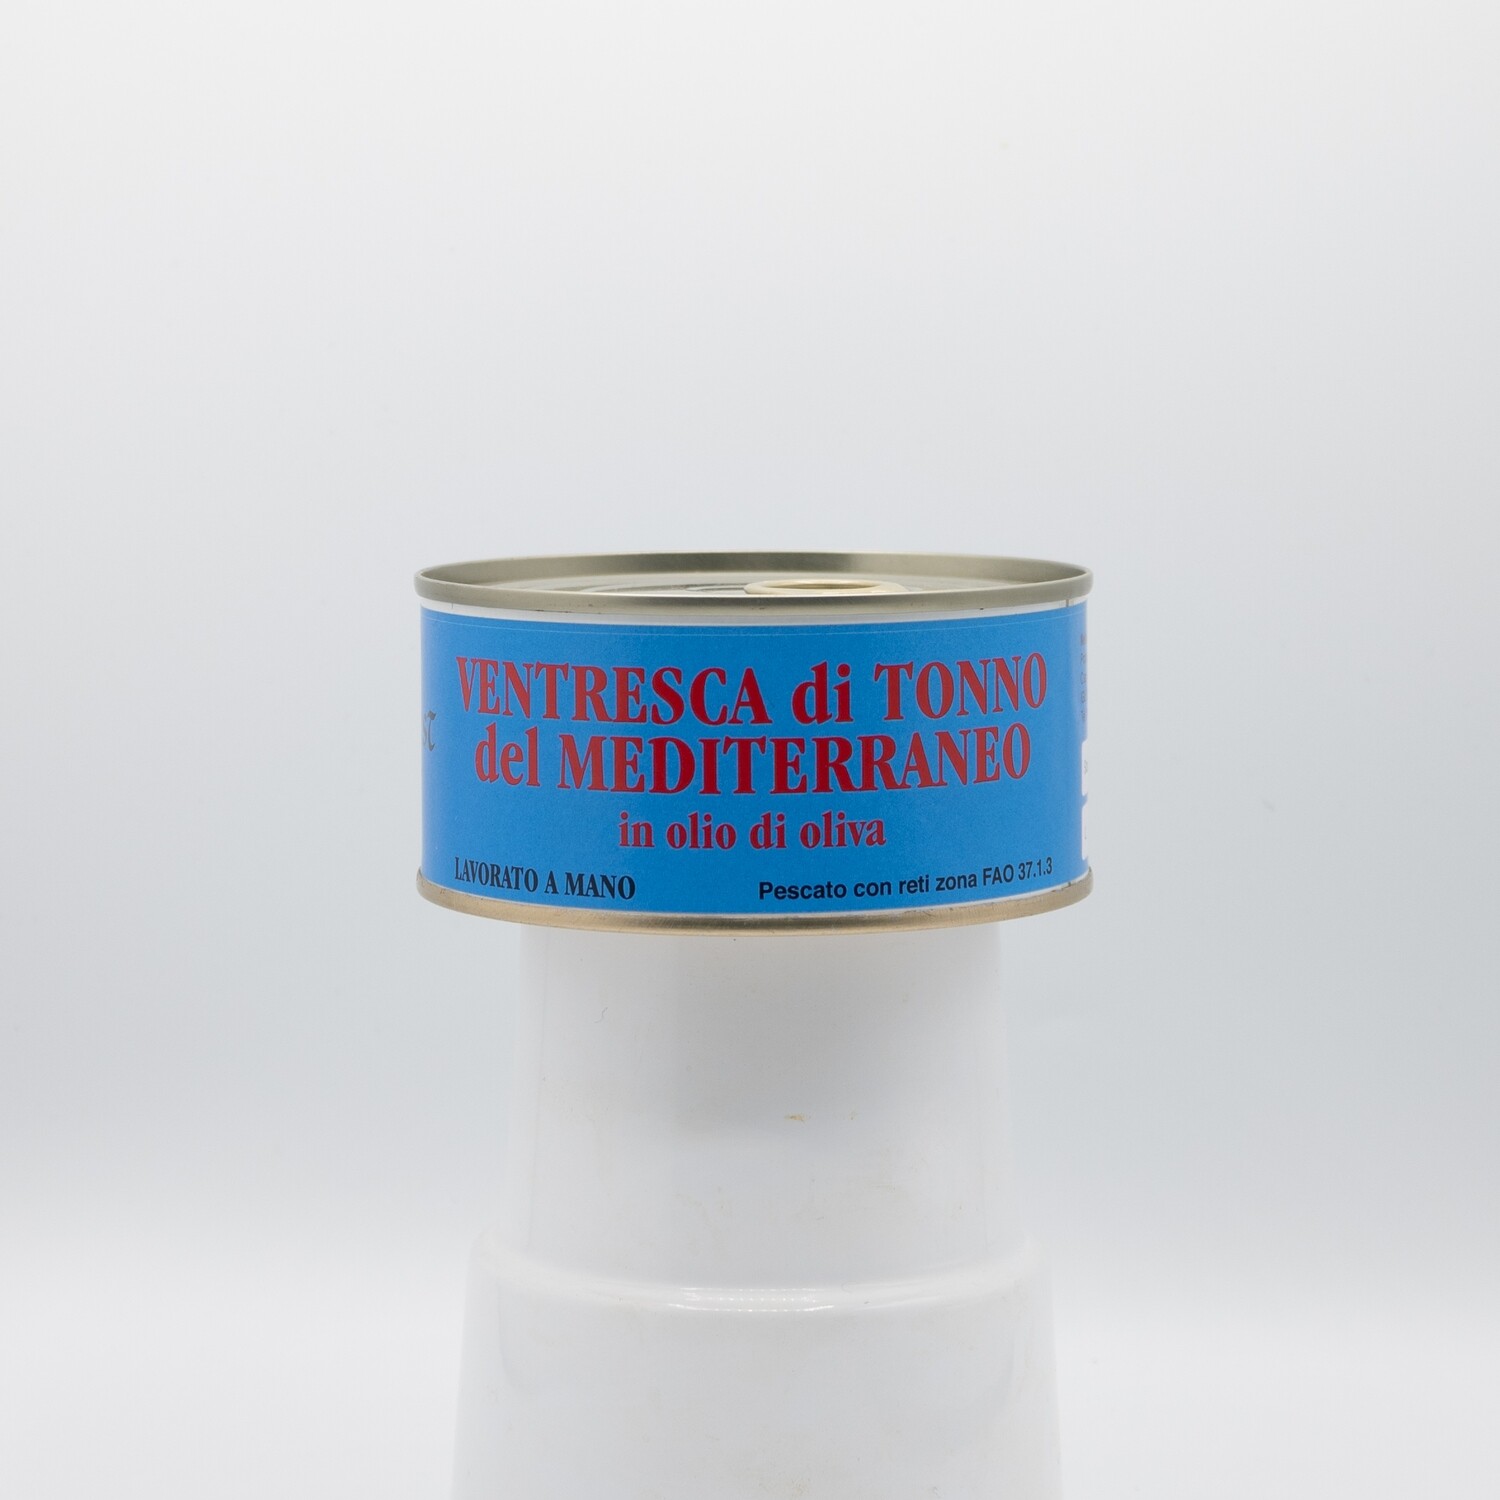 VENTRESCA di TONNO
del MEDITERRANEO
in olio di oliva
LAVORATO A MANO
Pescato con reti zona FAO 37.1.3